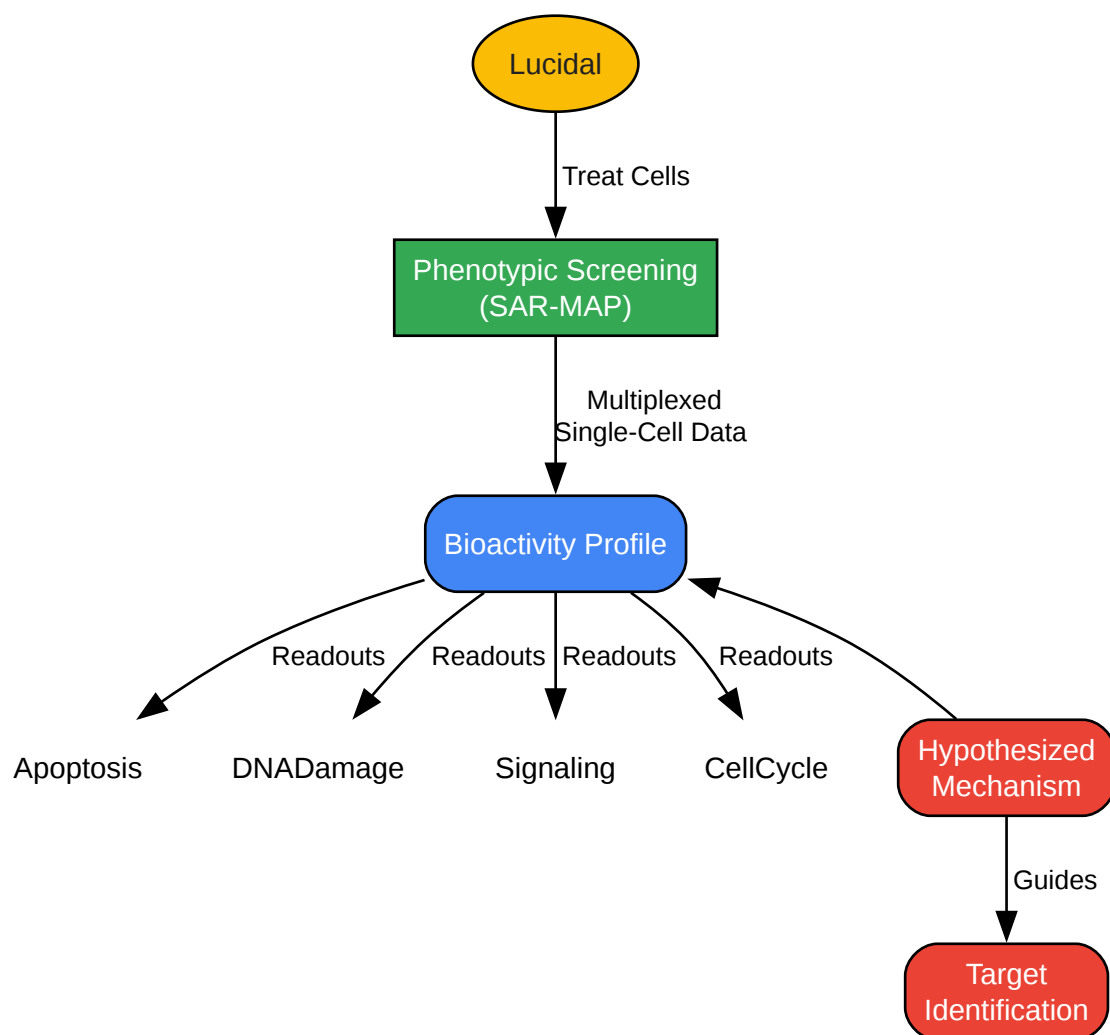 Lucidal
Treat Cells
Phenotypic Screening
(SAR-MAP)
Multiplexed
Single-Cell Data
Bioactivity Profile
Readouts
Readouts
Readouts
Readouts
Apoptosis
DNADamage
Signaling
CellCycle
Hypothesized
Mechanism
Guides
Target
Identification